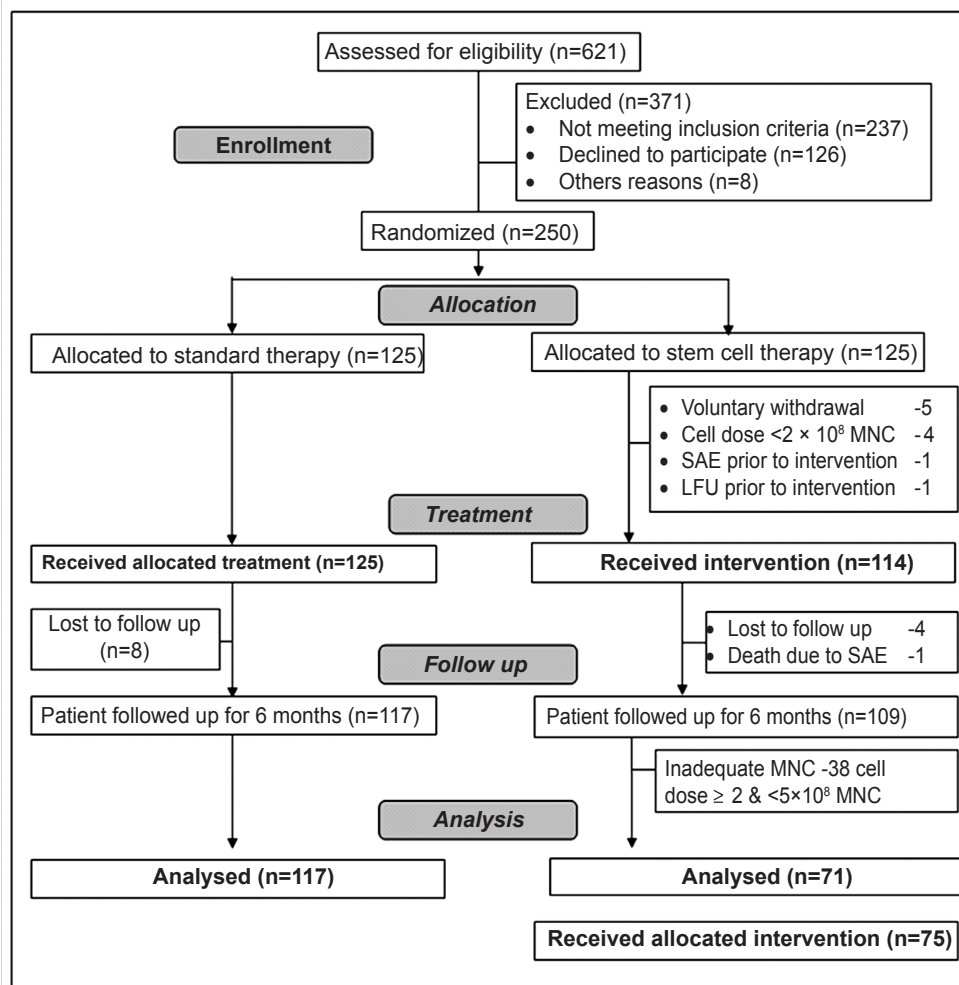 Assessed for eligibility (n=621)
Excluded (n=371)
• Not meeting inclusion criteria (n=237)
• Declined to participate (n=126)
• Others reasons (n=8)
Enrollment
Randomized (n=250)
Allocation
Allocated to standard therapy (n=125)
Allocated to stem cell therapy (n=125)
• Voluntary withdrawal -5
• Cell dose <2 × 10⁸ MNC -4
• SAE prior to intervention -1
• LFU prior to intervention -1
Treatment
Received allocated treatment (n=125)
Received intervention (n=114)
Lost to follow up
(n=8)
• Lost to follow up -4
• Death due to SAE -1
Follow up
Patient followed up for 6 months (n=117)
Patient followed up for 6 months (n=109)
Inadequate MNC -38 cell
dose ≥ 2 & <5×10⁸ MNC
Analysis
Analysed (n=117)
Analysed (n=71)
Received allocated intervention (n=75)